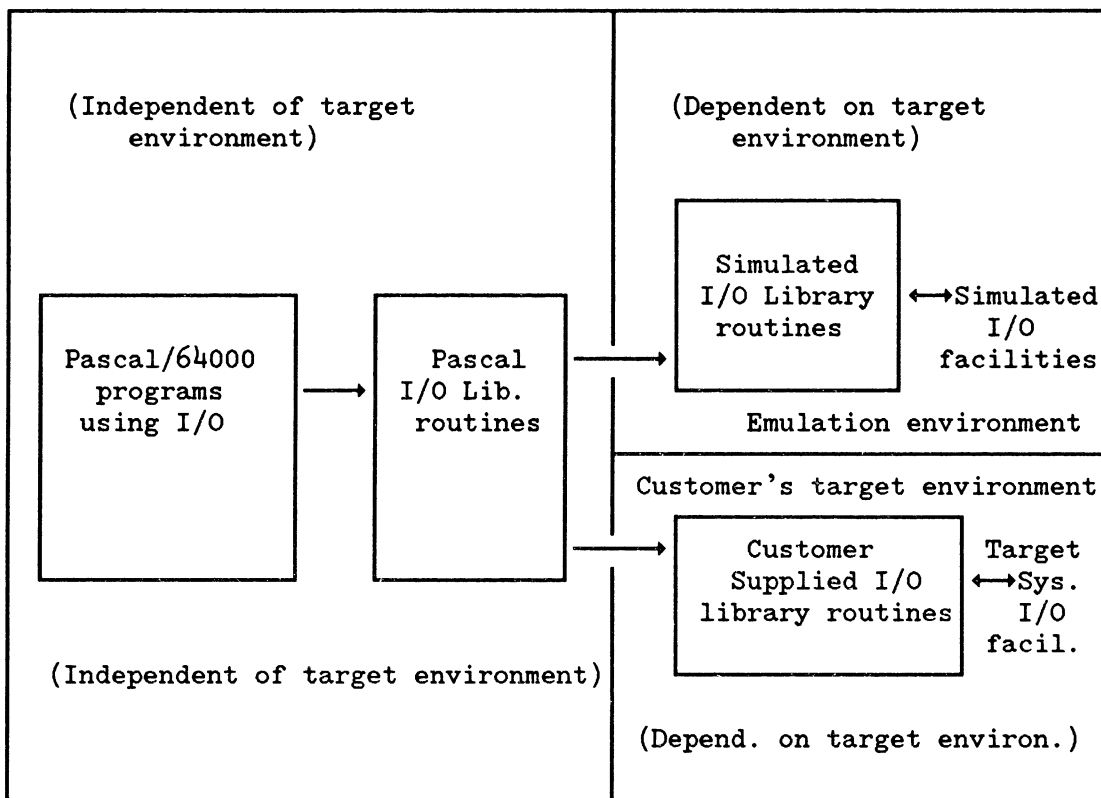 (Independent of target
environment)
Pascal/64000
programs
using I/O
Pascal
I/O Lib.
routines
(Independent of target environment)
(Dependent on target
environment)
Simulated
I/O Library
routines
Simulated
I/O
facilities
Emulation environment
Customer's target environment
Customer
Supplied I/O
library routines
Target
Sys.
I/O
facil.
(Depend. on target environ.)